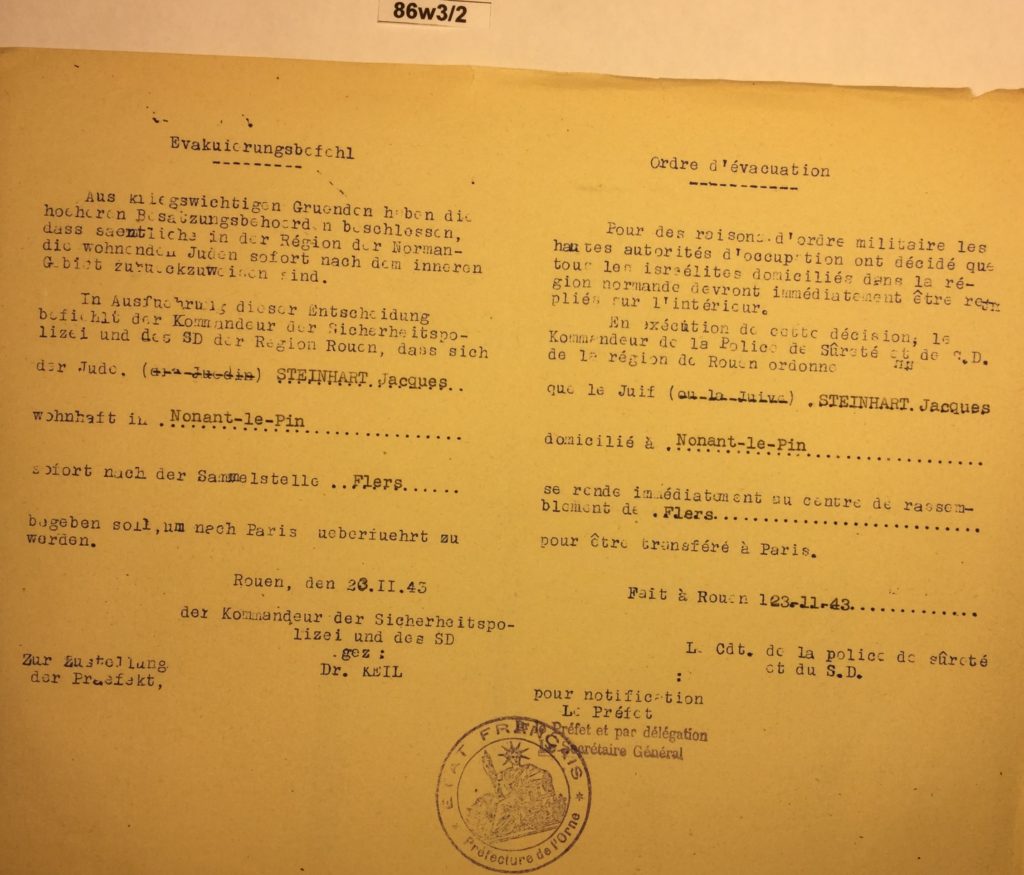 86w3/2
Evakuierungsbefehl
Aus kriegswichtigen Gruenden haben die
hoeheren Besatzungsbehoerden beschlossen,
dass saemtliche in der Région der Norman-
die wohnenden Juden sofort nach dem inneren
Gebiet zurueckzuweisen sind.
In Ausfuehrung dieser Entscheidung
befiehlt der Kommandeur der Sicherheitspo-
lizei und des SD der Region Rouen, dass sich
der Jude. (dra Juedin) STEINHART.Jacques..
wohnhaft in .Nonant-le-Pin................
sofort nach der Sammelstelle ..Flers......
begeben soll,um nach Paris ueberfuehrt zu
werden.
Rouen, den 23.II.43
der Kommandeur der Sicherheitspo-
lizei und des SD
.gez :
Dr. KEIL
Zur Zustellung
der Praefekt,
Ordre d'évacuation
Pour des raisons d'ordre militaire les
hautes autorités d'occupation ont décidé que
tous les israélites domiciliés dans la ré-
gion normande devront immédiatement être re
pliés sur l'intérieur.
En exécution de cette décision, le
Kommandeur de la Police de Sûreté et de S.D.
de la région de Rouen ordonne
que le Juif (ou la Juive) .STEINHART.Jacques
domicilié à .Nonant-le-Pin................
se rende immédiatement au centre de rassem-
blement de .Flers..........................
pour être transféré à Paris.
Fait à Rouen 123-11-43............
Le Cdt. de la police de sûreté
et du S.D.
:
pour notification
Le Préfet
le Préfet et par délégation
Le Secrétaire Général
ETAT FRANÇAIS
* Préfecture de l'Orne *